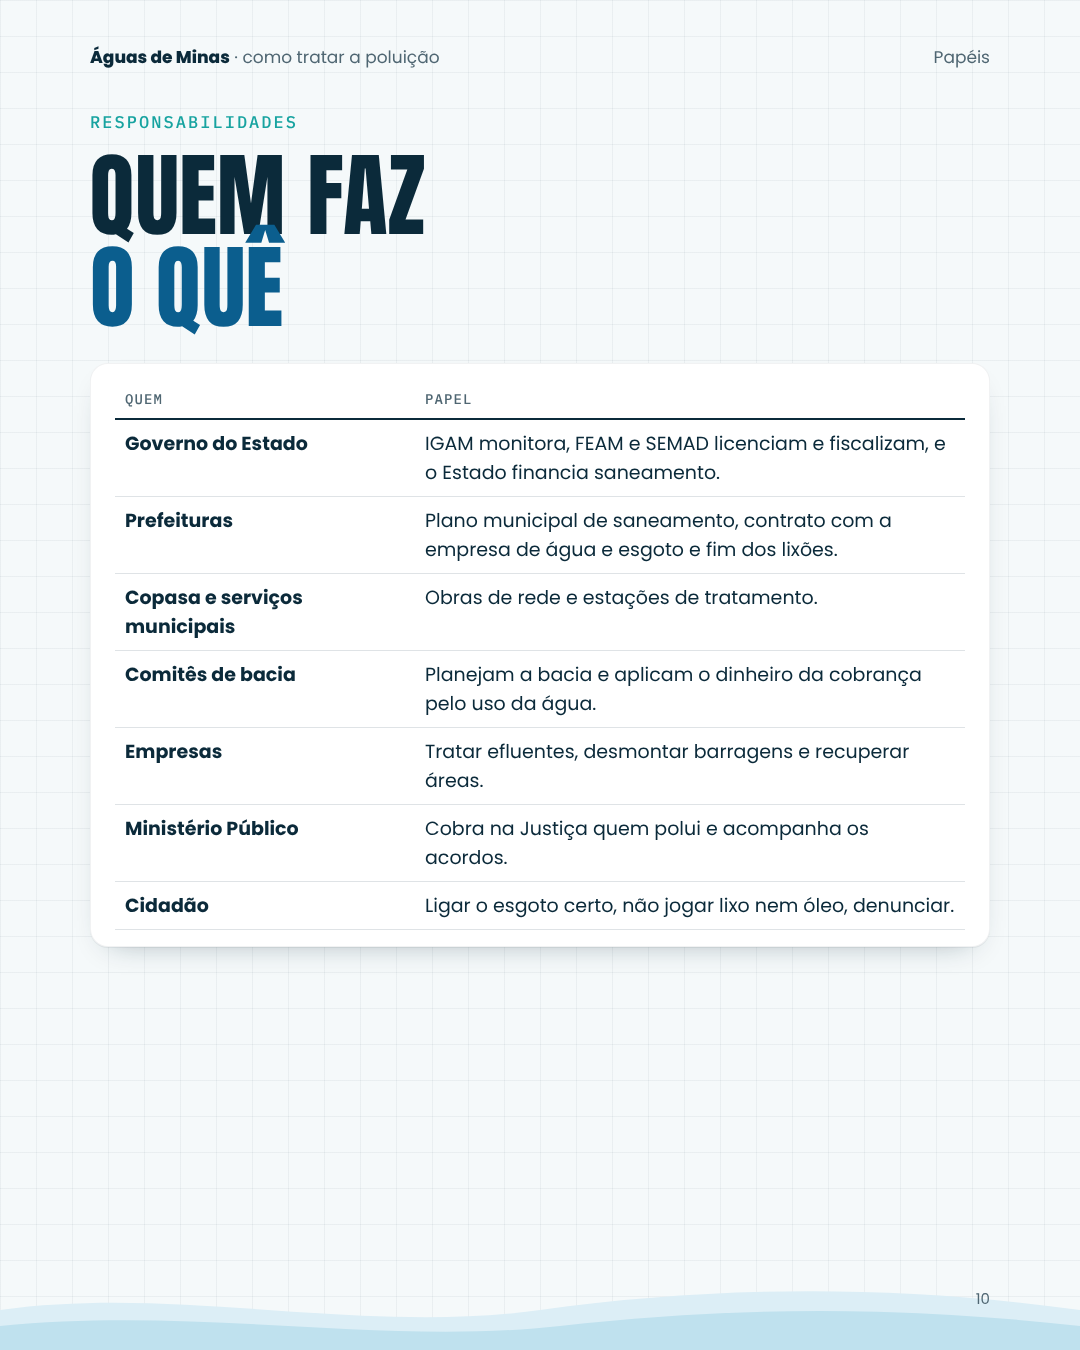 Águas de Minas · como tratar a poluição
Papéis
RESPONSABILIDADES
QUEM FAZ
O QUÊ
QUEM
PAPEL
Governo do Estado
IGAM monitora, FEAM e SEMAD licenciam e fiscalizam, e
o Estado financia saneamento.
Prefeituras
Plano municipal de saneamento, contrato com a
empresa de água e esgoto e fim dos lixões.
Copasa e serviços
municipais
Obras de rede e estações de tratamento.
Comitês de bacia
Planejam a bacia e aplicam o dinheiro da cobrança
pelo uso da água.
Empresas
Tratar efluentes, desmontar barragens e recuperar
áreas.
Ministério Público
Cobra na Justiça quem polui e acompanha os
acordos.
Cidadão
Ligar o esgoto certo, não jogar lixo nem óleo, denunciar.
10